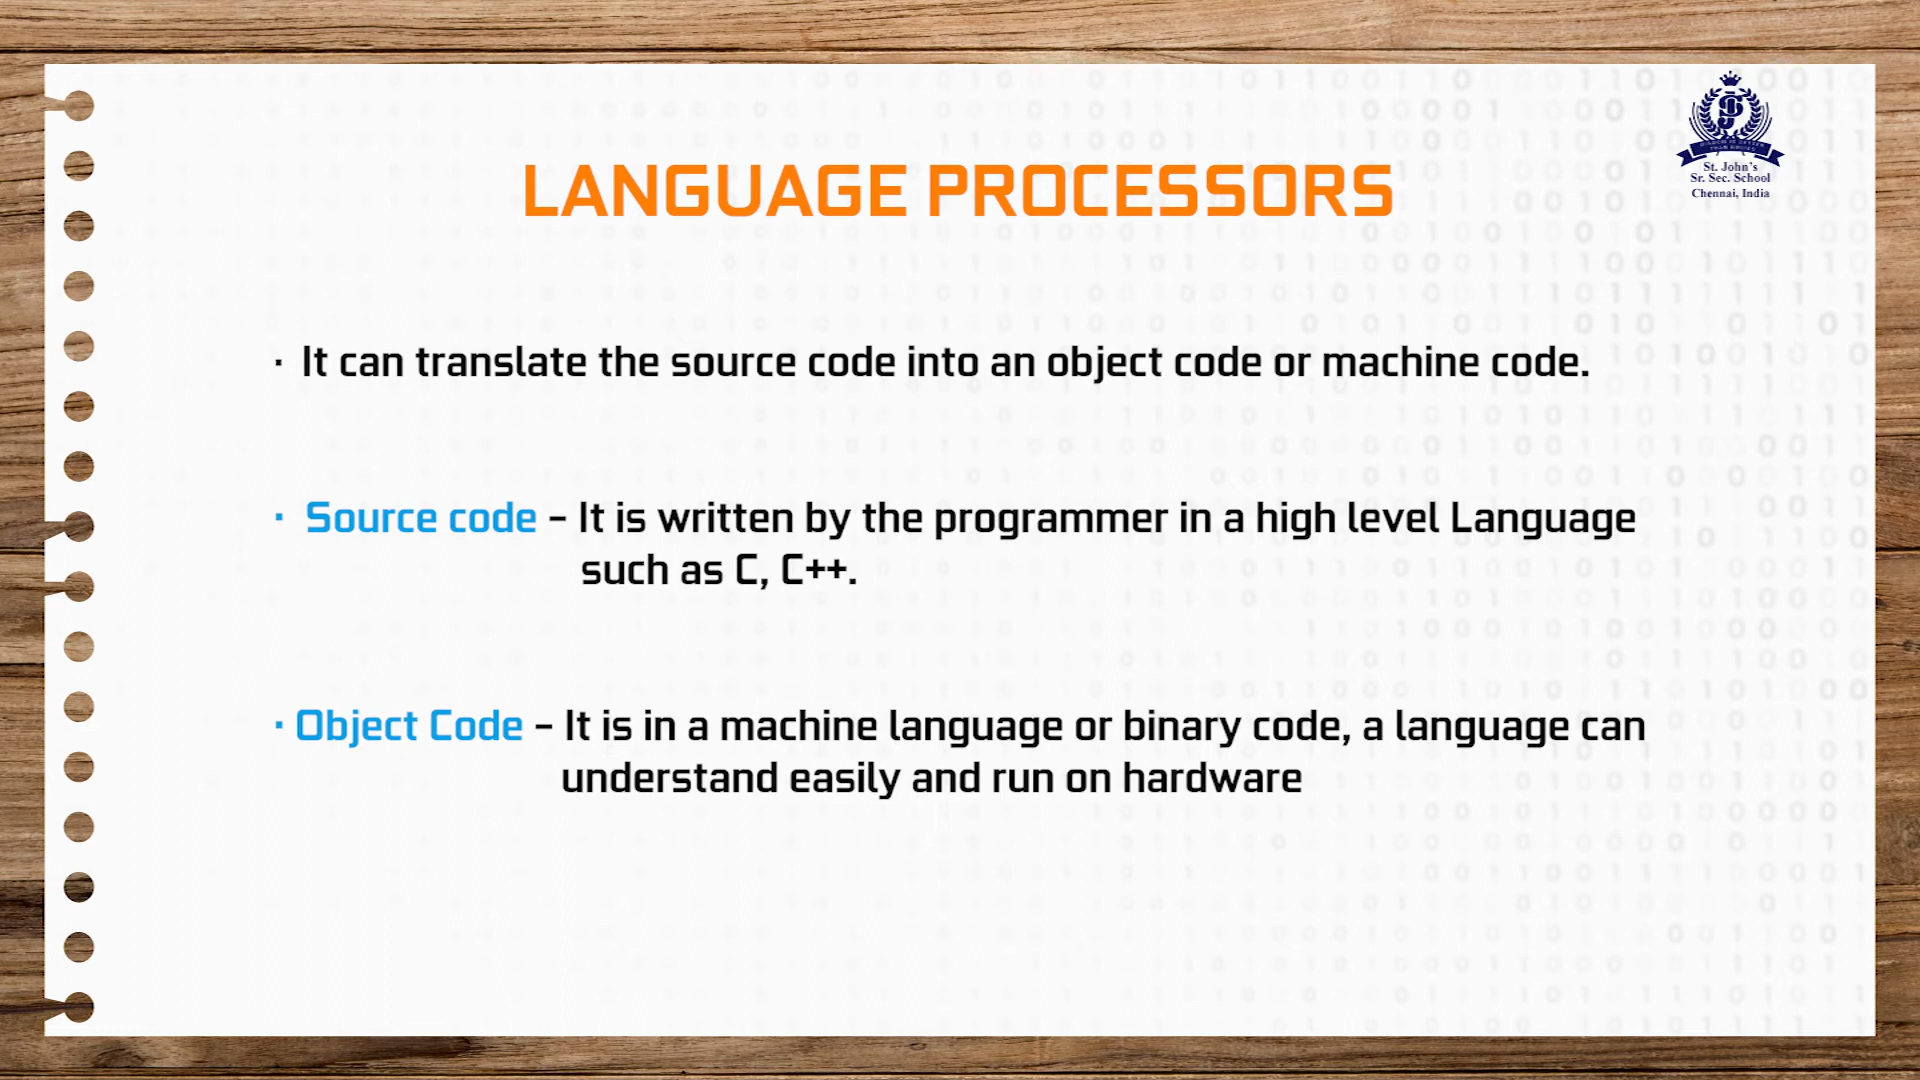 LANGUAGE PROCESSORS
St. John's
Sr. Sec. School
Chennai, India
· It can translate the source code into an object code or machine code.
· Source code – It is written by the programmer in a high level Language
such as C, C++.
· Object Code – It is in a machine language or binary code, a language can
understand easily and run on hardware